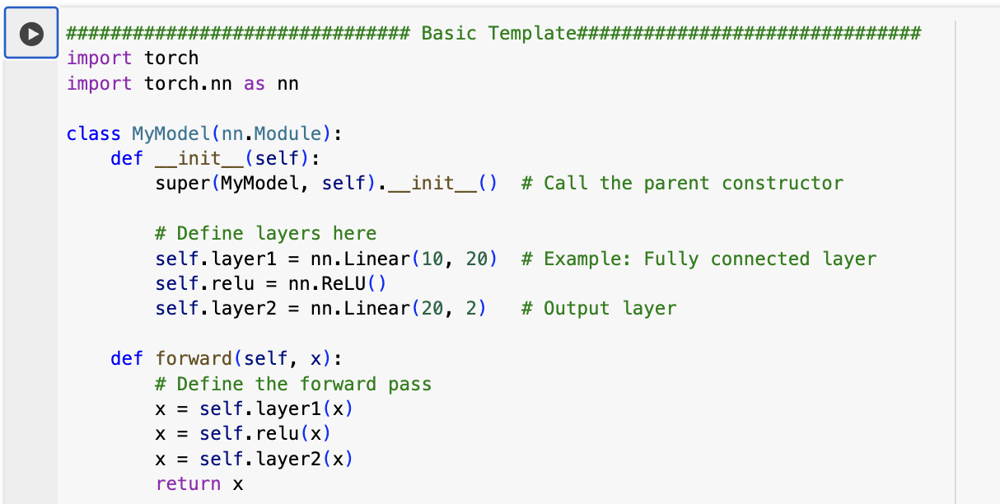 ############################### Basic Template###############################
import torch
import torch.nn as nn

class MyModel(nn.Module):
    def __init__(self):
        super(MyModel, self).__init__()  # Call the parent constructor

        # Define layers here
        self.layer1 = nn.Linear(10, 20)  # Example: Fully connected layer
        self.relu = nn.ReLU()
        self.layer2 = nn.Linear(20, 2)   # Output layer

    def forward(self, x):
        # Define the forward pass
        x = self.layer1(x)
        x = self.relu(x)
        x = self.layer2(x)
        return x